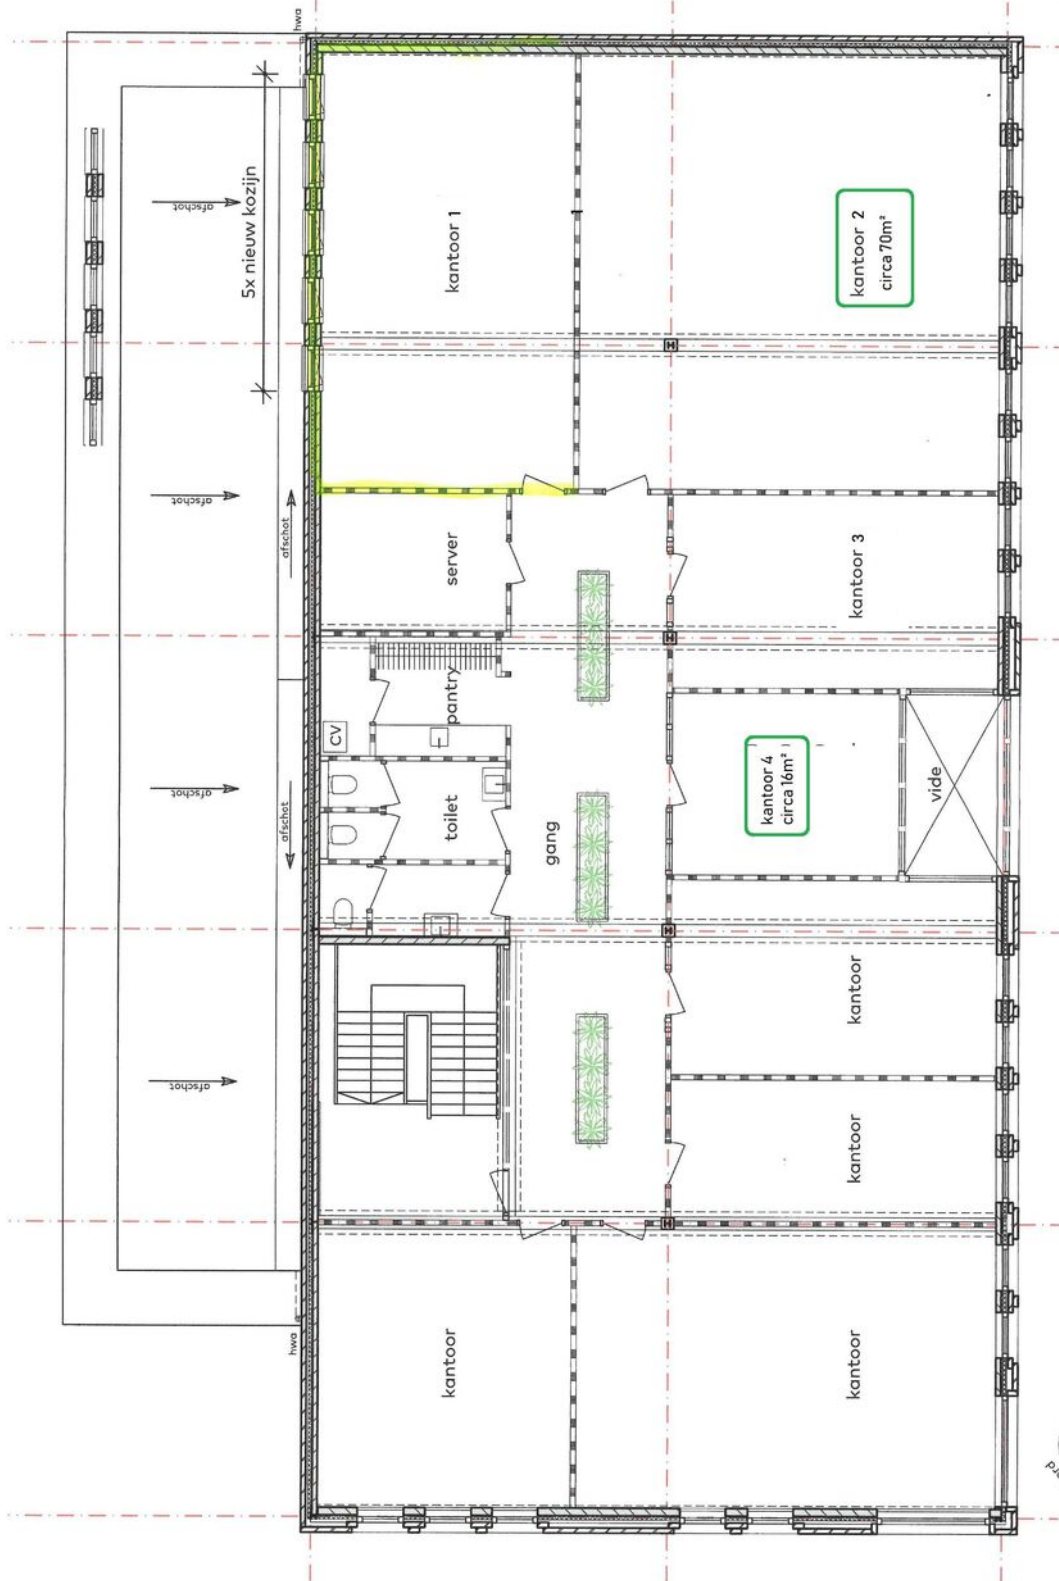 hwa
5x nieuw kozijn
afschot
afschot
afschot
afschot
afschot
afschot
hwa
kantoor 1
kantoor 2
circa 70m²
server
kantoor 3
pantry
CV
toilet
gang
kantoor 4
circa 16m²
vide
kantoor
kantoor
kantoor
kantoor
H
H
H
H